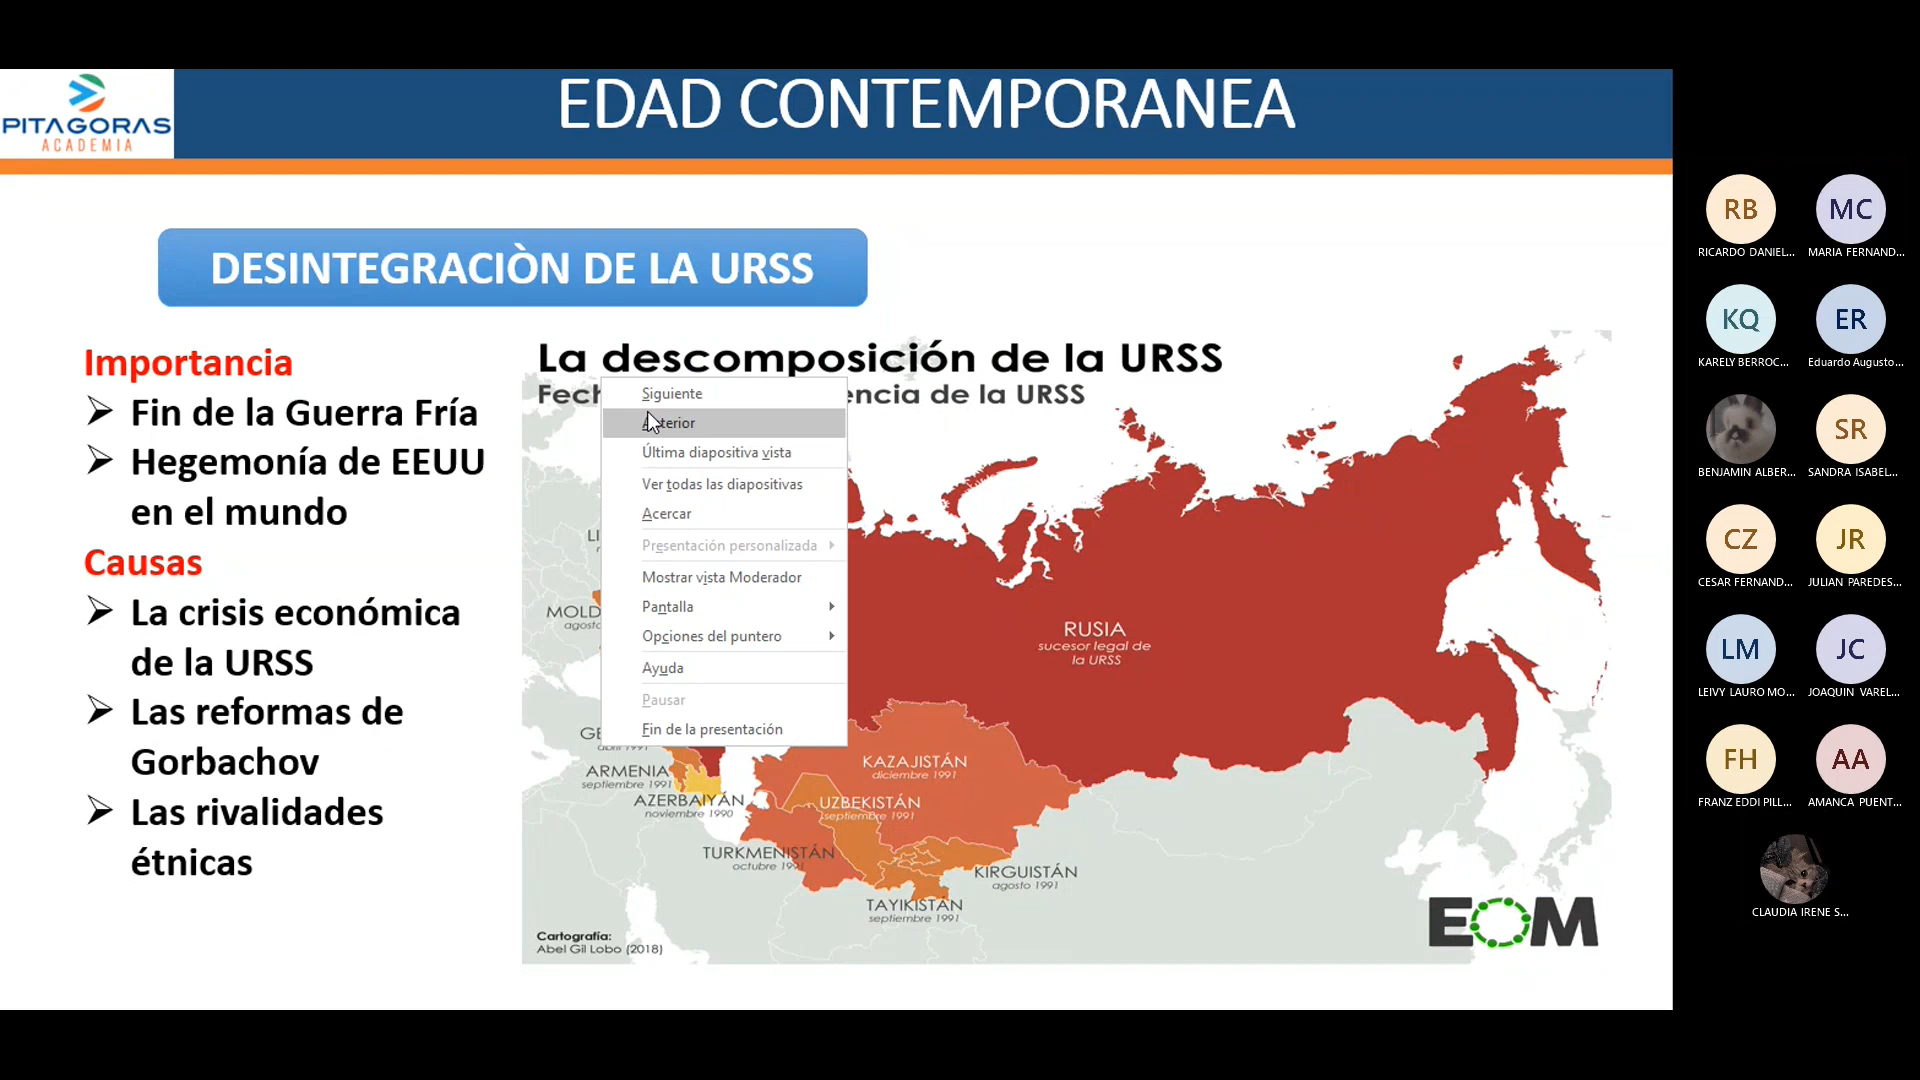 PITAGORAS
ACADEMIA
EDAD CONTEMPORANEA
DESINTEGRACIÒN DE LA URSS
Importancia
Fin de la Guerra Fría
Hegemonía de EEUU
en el mundo
Causas
La crisis económica
de la URSS
Las reformas de
Gorbachov
Las rivalidades
étnicas
La descomposición de la URSS
Fech
encia de la URSS
Siguiente
terior
Última diapositiva vista
Ver todas las diapositivas
Acercar
Presentación personalizada
Mostrar vista Moderador
Pantalla
Opciones del puntero
Ayuda
Pausar
Fin de la presentación
LI
MOLD
agost
GE
abril 1991
RUSIA
sucesor legal de
la URSS
KAZAJISTÁN
diciembre 1991
ARMENIA
septiembre 1991
AZERBAIYÁN
noviembre 1990
UZBEKISTÁN
septiembre 1991
TURKMENISTÁN
octubre 1991
KIRGUISTÁN
agosto 1991
TAYIKISTÁN
septiembre 1991
Cartografía:
Abel Gil Lobo (2018)
EOM
RB
RICARDO DANIEL...
MC
MARIA FERNAND...
KQ
KARELY BERROC...
ER
Eduardo Augusto...
BENJAMIN ALBER...
SR
SANDRA ISABEL...
CZ
CESAR FERNAND...
JR
JULIAN PAREDES...
LM
LEIVY LAURO MO...
JC
JOAQUIN VAREL...
FH
FRANZ EDDI PILL...
AA
AMANCA PUENT...
CLAUDIA IRENE S...